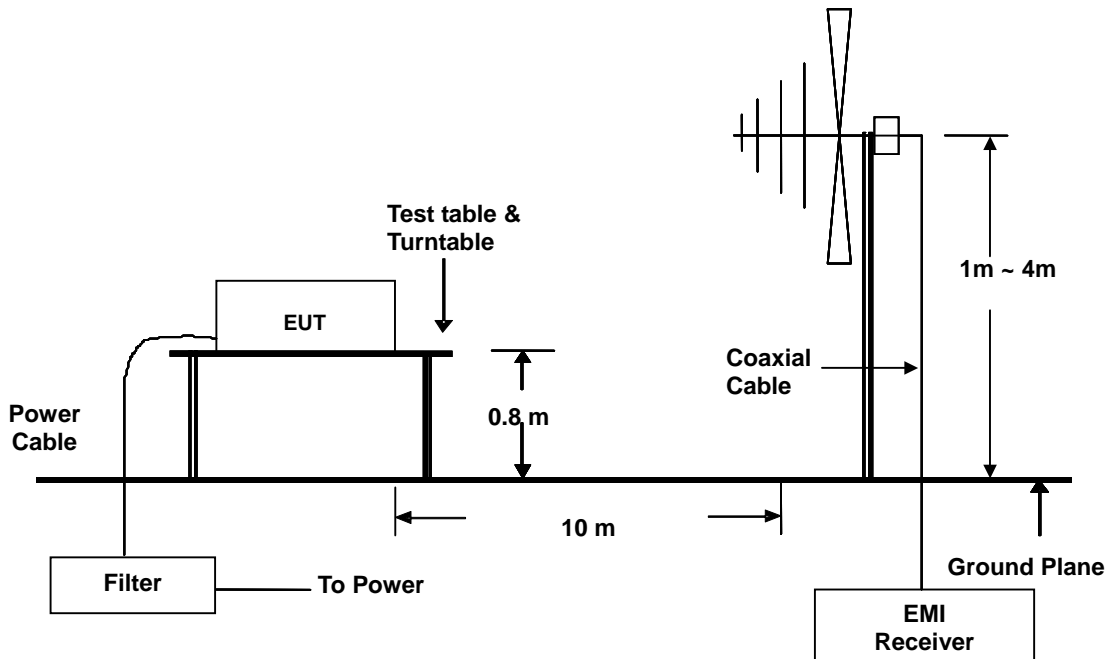 Test table &
Turntable
EUT
1m ~ 4m
Coaxial
Cable
0.8 m
Power
Cable
10 m
Ground Plane
Filter
To Power
EMI
Receiver